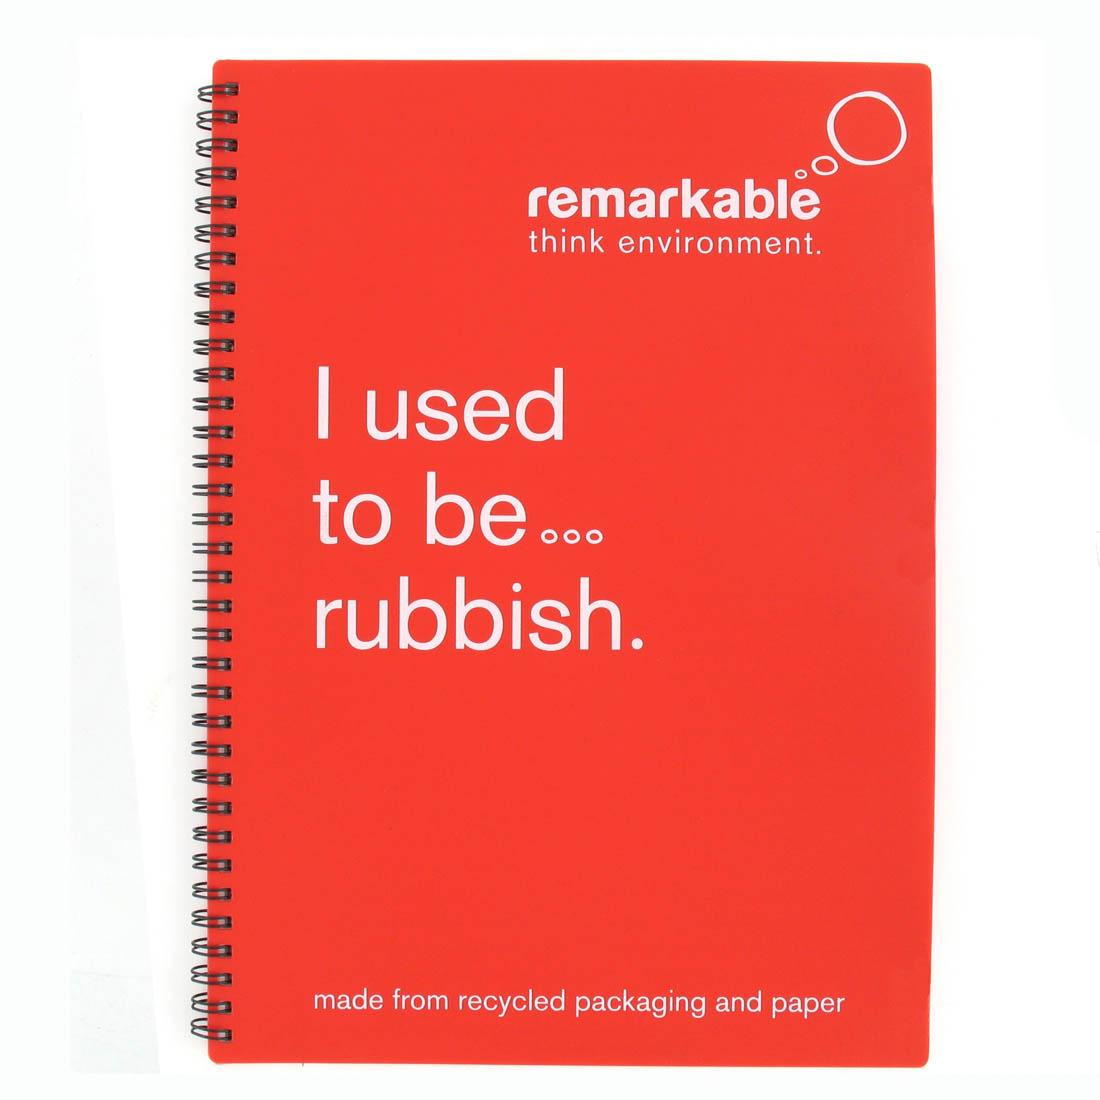 remarkable
think environment.
I used
to be...
rubbish.
made from recycled packaging and paper